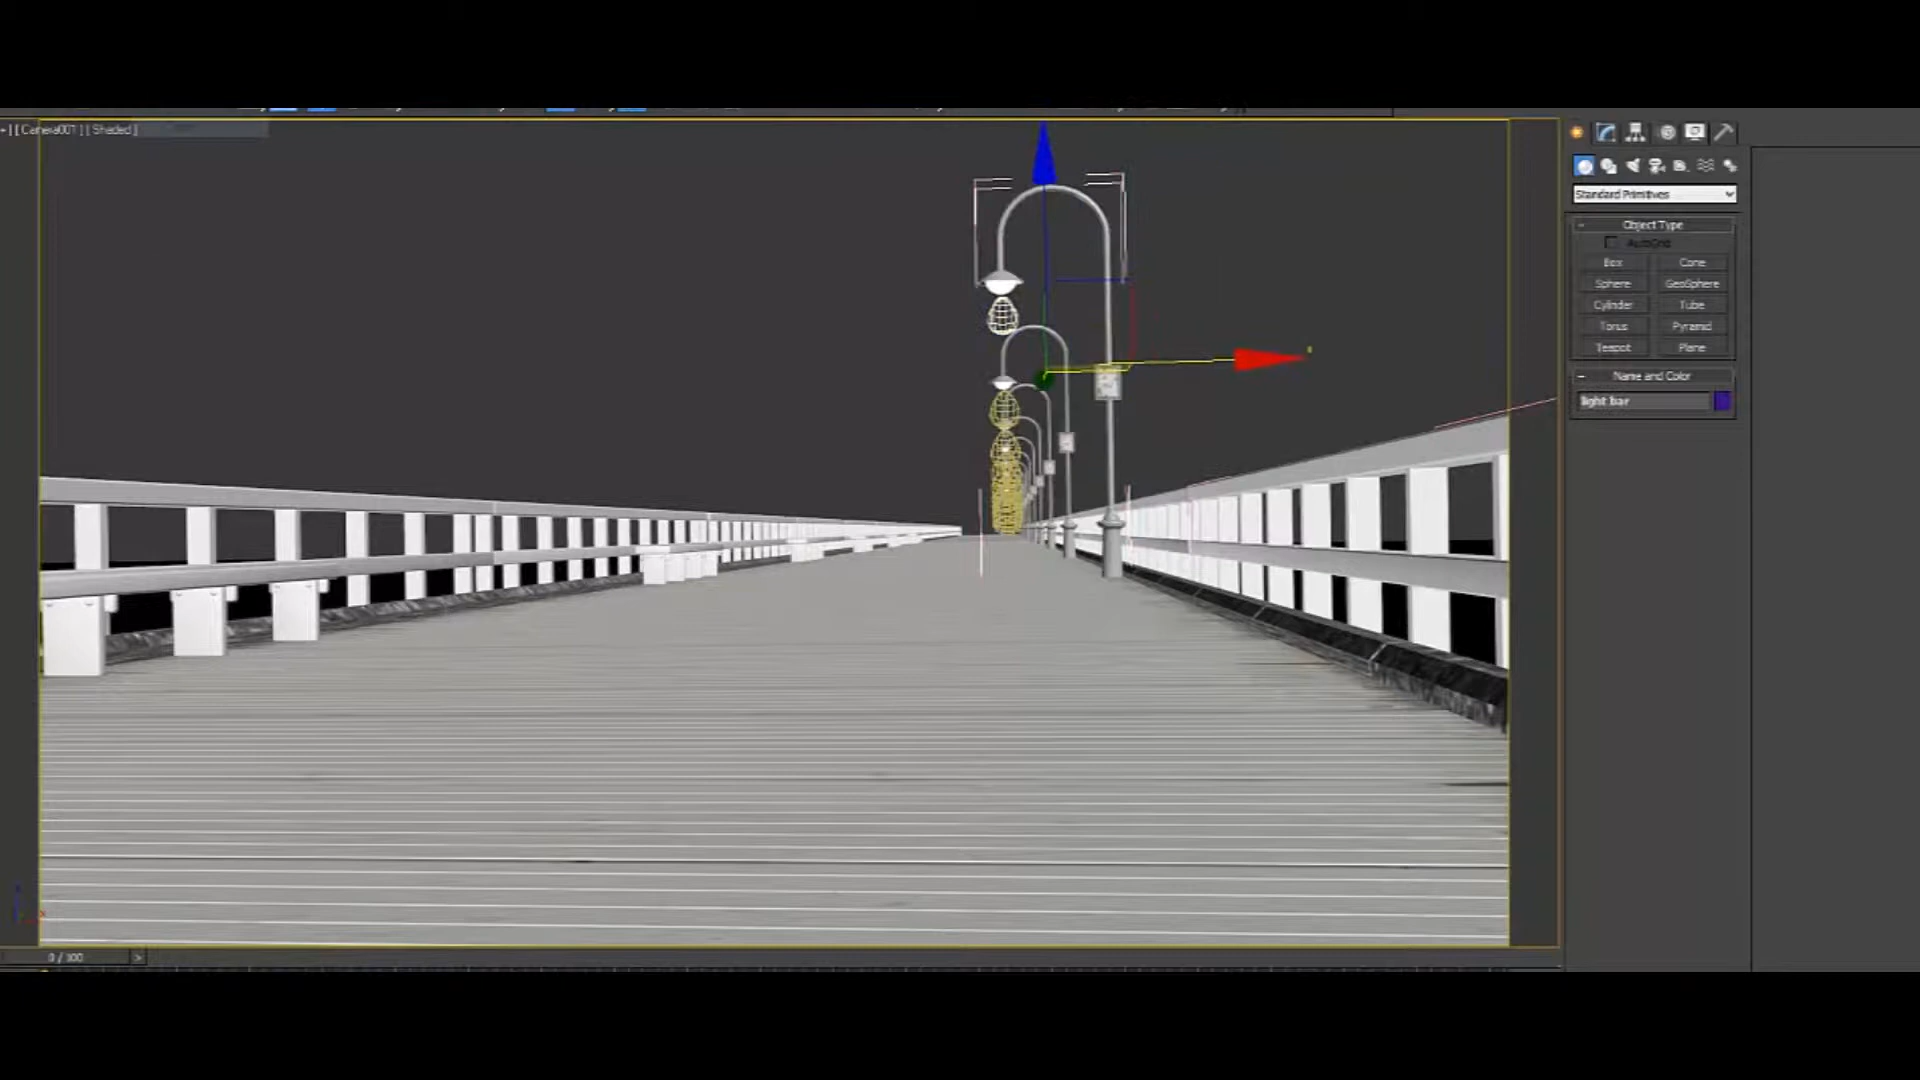 + ] [ Camera001 ] [ Shaded ]
Standard Primitives
Object Type
AutoGrid
Box Cone
Sphere GeoSphere
Cylinder Tube
Torus Pyramid
Teapot Plane
Name and Color
light bar
0 / 100 >